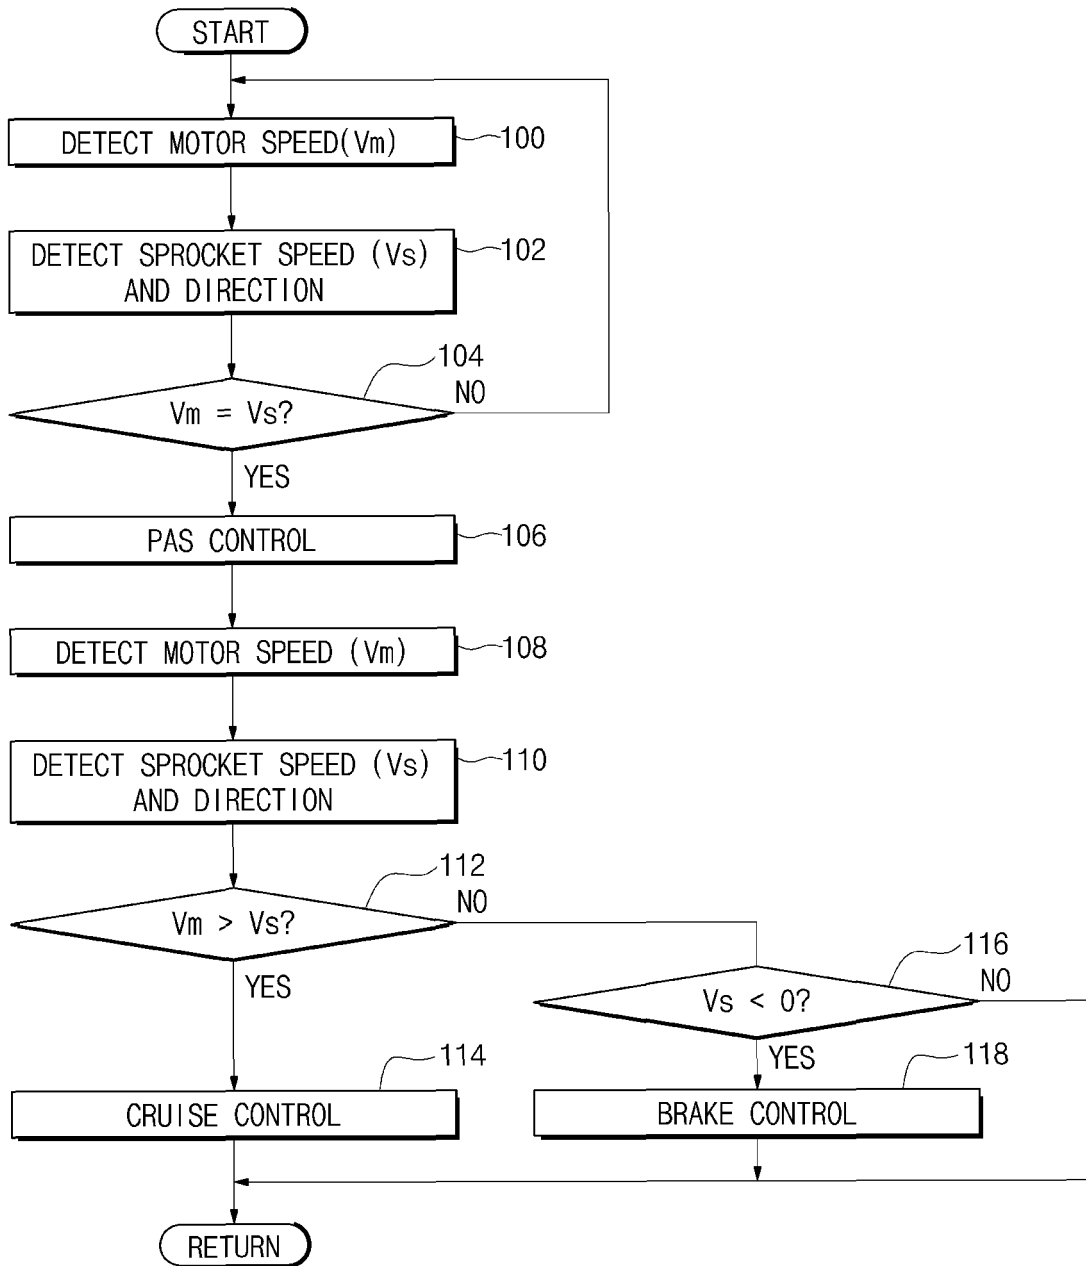 START
DETECT MOTOR SPEED(Vm)
100
DETECT SPROCKET SPEED (Vs)
AND DIRECTION
102
104
Vm = Vs?
NO
YES
PAS CONTROL
106
DETECT MOTOR SPEED (Vm)
108
DETECT SPROCKET SPEED (Vs)
AND DIRECTION
110
112
Vm > Vs?
NO
YES
116
Vs < 0?
NO
YES
114
CRUISE CONTROL
118
BRAKE CONTROL
RETURN